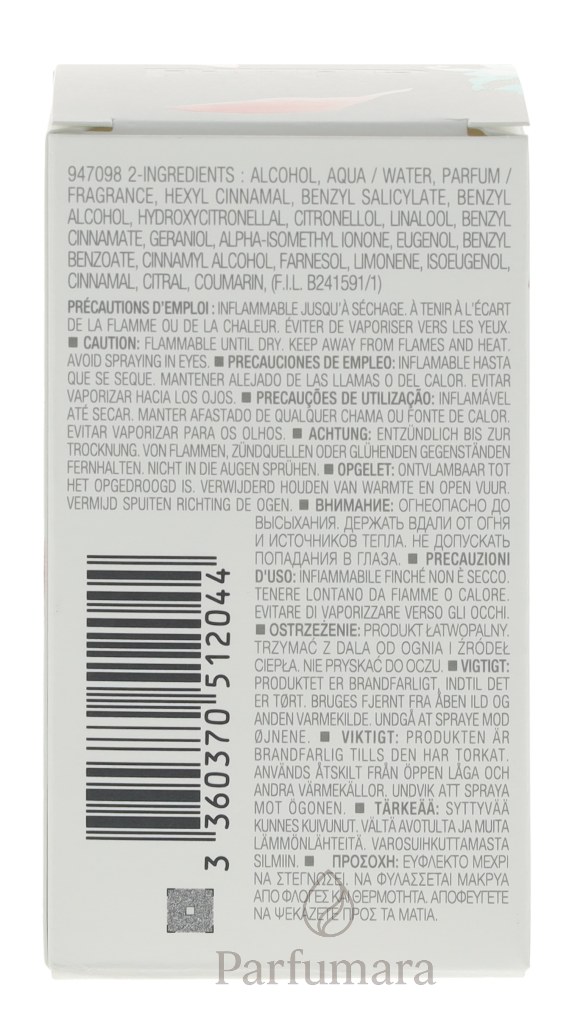 947098 2-INGREDIENTS : ALCOHOL, AQUA / WATER, PARFUM /
FRAGRANCE, HEXYL CINNAMAL, BENZYL SALICYLATE, BENZYL
ALCOHOL, HYDROXYCITRONELLAL, CITRONELLOL, LINALOOL, BENZYL
CINNAMATE, GERANIOL, ALPHA-ISOMETHYL IONONE, EUGENOL, BENZYL
BENZOATE, CINNAMYL ALCOHOL, FARNESOL, LIMONENE, ISOEUGENOL,
CINNAMAL, CITRAL, COUMARIN, (F.I.L. B241591/1)
PRÉCAUTIONS D'EMPLOI : INFLAMMABLE JUSQU'À SÉCHAGE. À TENIR À L'ÉCART
DE LA FLAMME OU DE LA CHALEUR. ÉVITER DE VAPORISER VERS LES YEUX.
■ CAUTION: FLAMMABLE UNTIL DRY. KEEP AWAY FROM FLAMES AND HEAT.
AVOID SPRAYING IN EYES. ■ PRECAUCIONES DE EMPLEO: INFLAMABLE HASTA
QUE SE SEQUE. MANTENER ALEJADO DE LAS LLAMAS O DEL CALOR. EVITAR
VAPORIZAR HACIA LOS OJOS. ■ PRECAUÇÕES DE UTILIZAÇÃO: INFLAMÁVEL
ATÉ SECAR. MANTER AFASTADO DE QUALQUER CHAMA OU FONTE DE CALOR.
EVITAR VAPORIZAR PARA OS OLHOS. ■ ACHTUNG: ENTZÜNDLICH BIS ZUR
TROCKNUNG. VON FLAMMEN, ZÜNDQUELLEN ODER GLÜHENDEN GEGENSTÄNDEN
FERNHALTEN. NICHT IN DIE AUGEN SPRÜHEN. ■ OPGELET: ONTVLAMBAAR TOT
HET OPGEDROOGD IS. VERWIJDERD HOUDEN VAN WARMTE EN OPEN VUUR.
VERMIJD SPUITEN RICHTING DE OGEN. ■ ВНИМАНИЕ: ОГНЕОПАСНО ДО
ВЫСЫХАНИЯ. ДЕРЖАТЬ ВДАЛИ ОТ ОГНЯ
И ИСТОЧНИКОВ ТЕПЛА. НЕ ДОПУСКАТЬ
ПОПАДАНИЯ В ГЛАЗА. ■ PRECAUZIONI
D'USO: INFIAMMABILE FINCHÉ NON È SECCO.
TENERE LONTANO DA FIAMME O CALORE.
EVITARE DI VAPORIZZARE VERSO GLI OCCHI.
■ OSTRZEŻENIE: PRODUKT ŁATWOPALNY.
TRZYMAĆ Z DALA OD OGNIA I ŹRÓDEŁ
CIEPŁA. NIE PRYSKAĆ DO OCZU. ■ VIGTIGT:
PRODUKTET ER BRANDFARLIGT, INDTIL DET
ER TØRT. BRUGES FJERNT FRA ÅBEN ILD OG
ANDEN VARMEKILDE. UNDGÅ AT SPRAYE MOD
ØJNENE. ■ VIKTIGT: PRODUKTEN ÄR
BRANDFARLIG TILLS DEN HAR TORKAT.
ANVÄNDS ÅTSKILT FRÅN ÖPPEN LÅGA OCH
ANDRA VÄRMEKÄLLOR. UNDVIK ATT SPRAYA
MOT ÖGONEN. ■ TÄRKEÄÄ: SYTTYVÄÄ
KUNNES KUIVUNUT. VÄLTÄ AVOTULTA JA MUITA
LÄMMÖNLÄHTEITÄ. VAROSUIHKUTTAMASTA
SILMIIN. ■ ΠΡΟΣΟΧΗ: ΕΥΦΛΕΚΤΟ ΜΕΧΡΙ
ΝΑ ΣΤΕΓΝΩΣΕΙ. ΝΑ ΦΥΛΑΣΣΕΤΑΙ ΜΑΚΡΥΑ
ΑΠΟ ΦΛΟΓΕΣ ΚΑΙ ΘΕΡΜΟΤΗΤΑ. ΑΠΟΦΕΥΓΕΤΕ
ΝΑ ΨΕΚΑΖΕΤΕ ΠΡΟΣ ΤΑ ΜΑΤΙΑ.
3 360370 512044
Parfumara